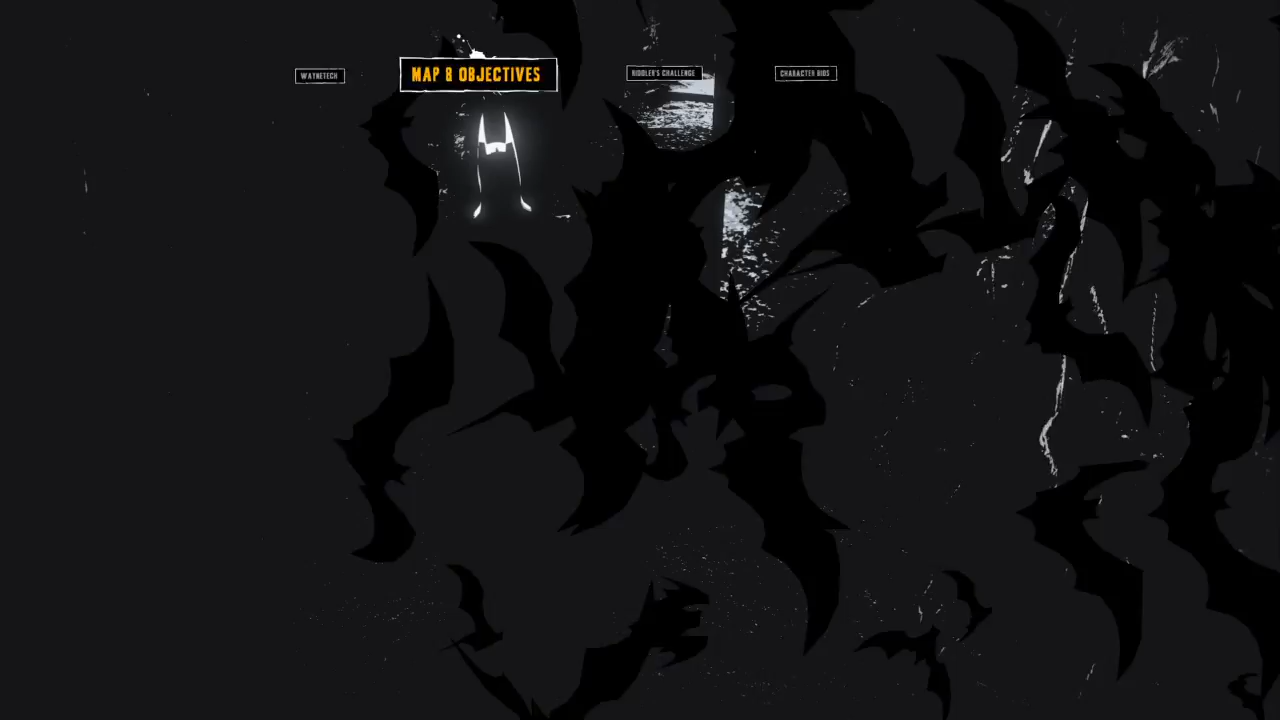 WAYNETECH
MAP & OBJECTIVES
RIDDLER'S CHALLENGE
CHARACTER BIOS